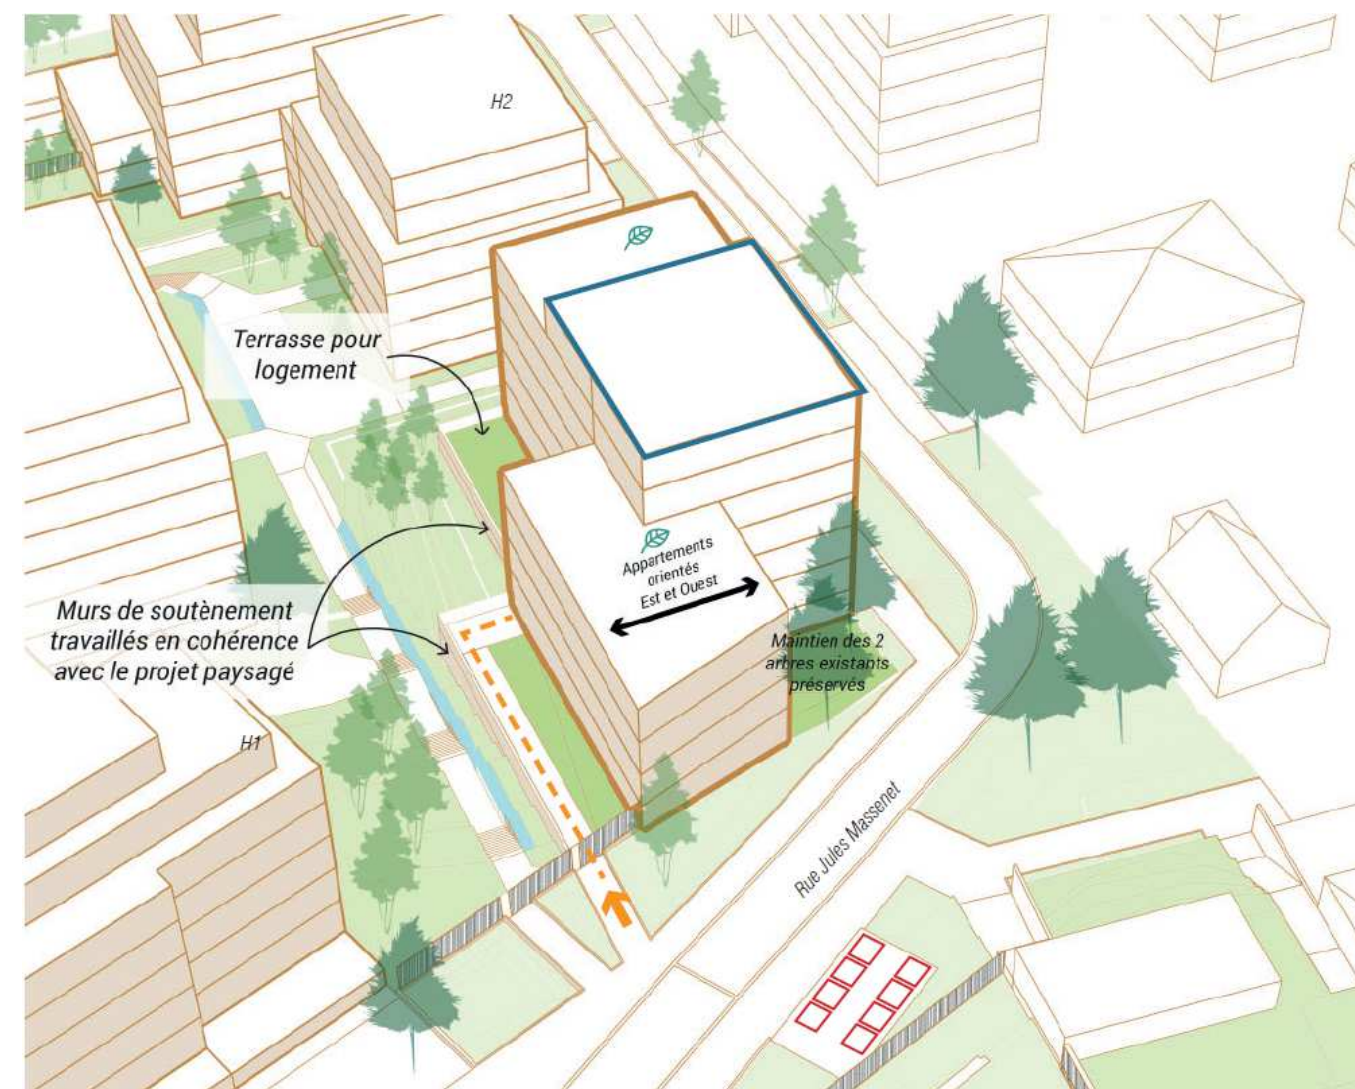 H2
Terrasse pour
logement
Appartements
orientés
Est et Ouest
Murs de soutènement
travaillés en cohérence
avec le projet paysagé
Maintien des 2
arbres existants
préservés
H1
Rue Jules Massenet